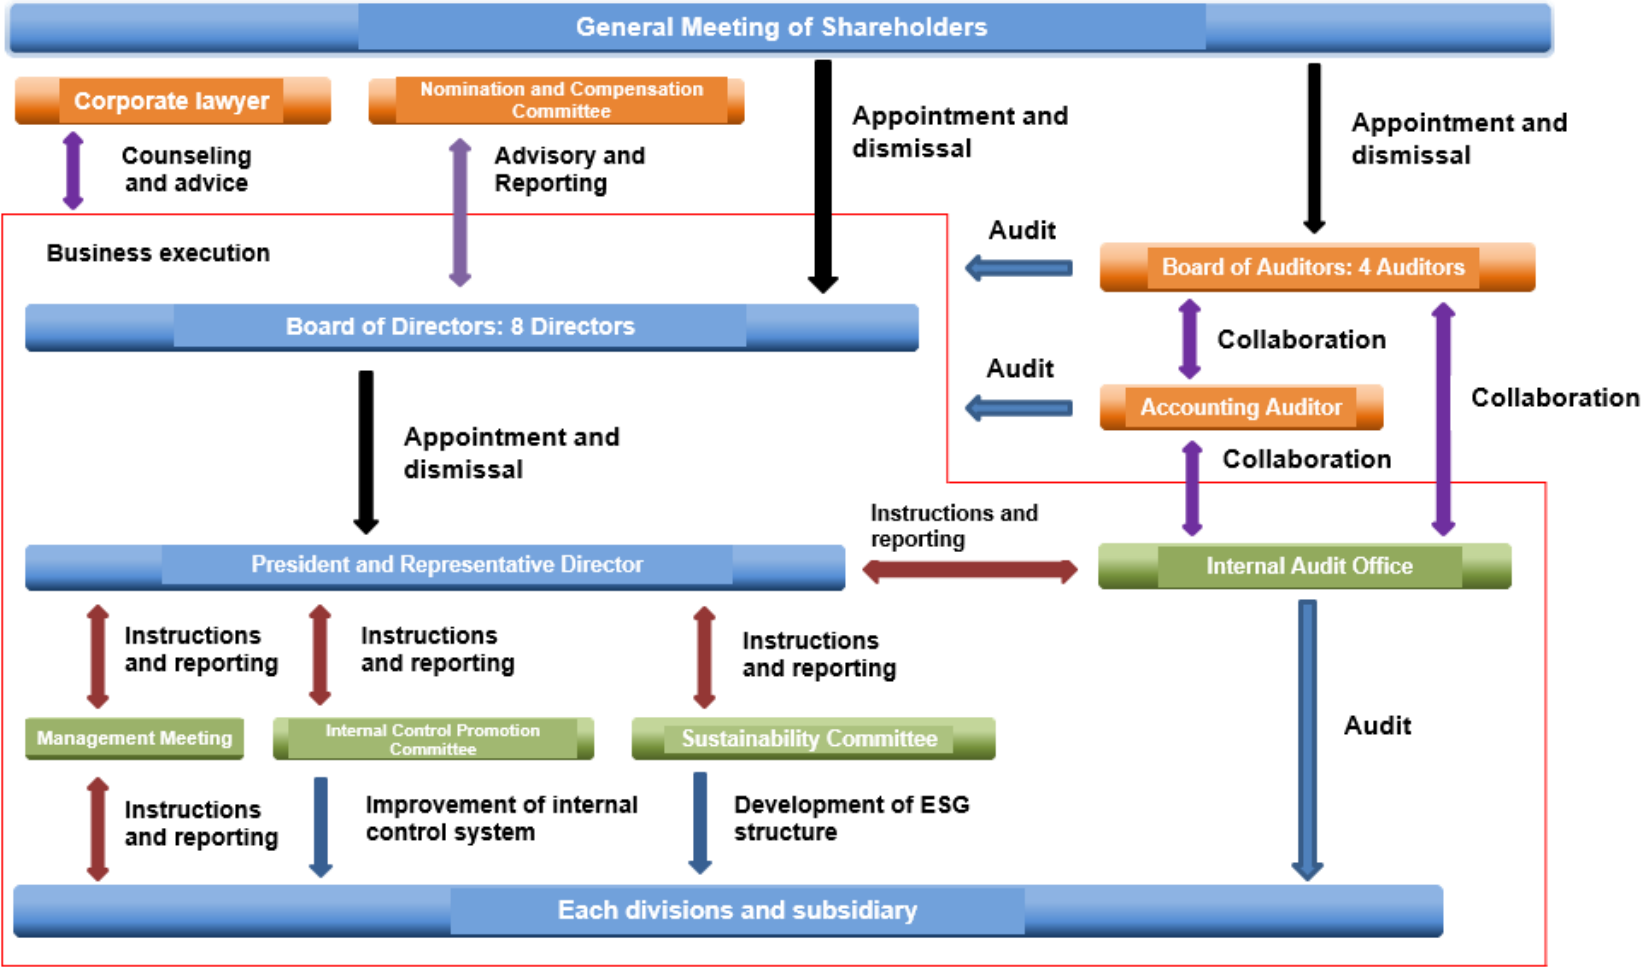 General Meeting of Shareholders
Corporate lawyer
Nomination and Compensation
Committee
Counseling
and advice
Advisory and
Reporting
Appointment and
dismissal
Appointment and
dismissal
Business execution
Audit
Board of Auditors: 4 Auditors
Board of Directors: 8 Directors
Collaboration
Audit
Accounting Auditor
Collaboration
Appointment and
dismissal
Collaboration
Instructions and
reporting
President and Representative Director
Internal Audit Office
Instructions
and reporting
Instructions
and reporting
Instructions
and reporting
Management Meeting
Internal Control Promotion
Committee
Sustainability Committee
Audit
Instructions
and reporting
Improvement of internal
control system
Development of ESG
structure
Each divisions and subsidiary